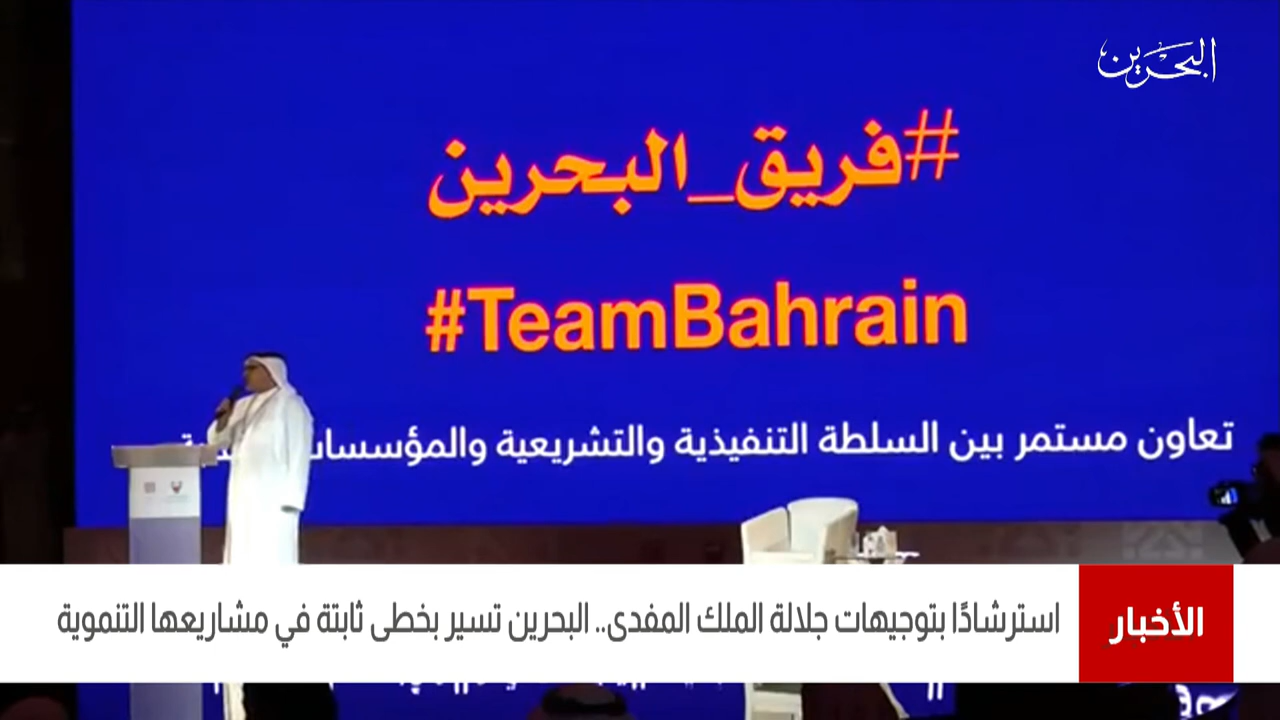 البحرين
#فريق_البحرين
#TeamBahrain
تعاون مستمر بين السلطة التنفيذية والتشريعية والمؤسسات
الأخبار
استرشادًا بتوجيهات جلالة الملك المفدى.. البحرين تسير بخطى ثابتة في مشاريعها التنموية